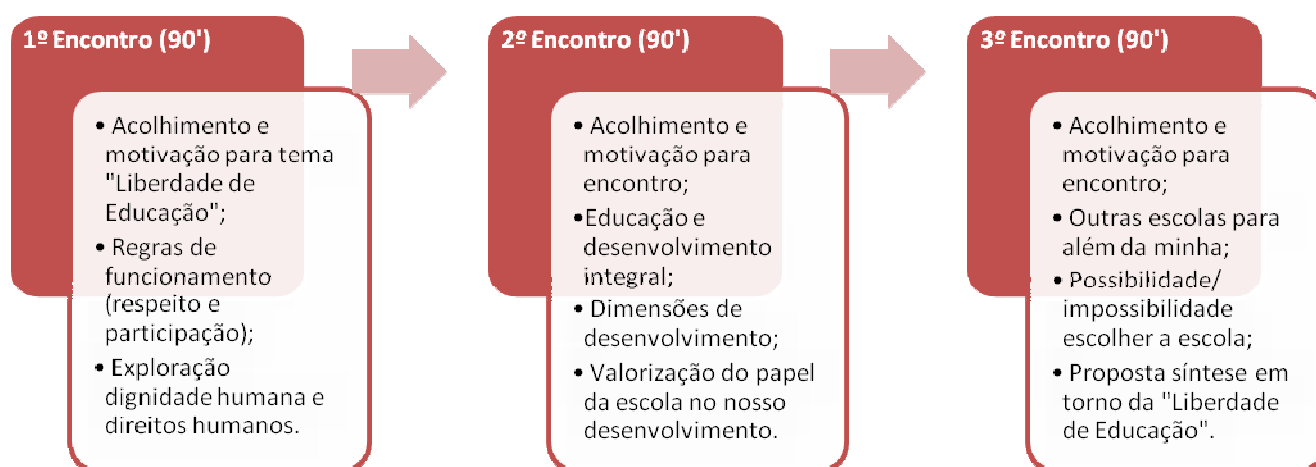 1º Encontro (90')
• Acolhimento e
motivação para tema
"Liberdade de
Educação";
• Regras de
funcionamento
(respeito e
participação);
• Exploração
dignidade humana e
direitos humanos.
2º Encontro (90')
• Acolhimento e
motivação para
encontro;
•Educação e
desenvolvimento
integral;
• Dimensões de
desenvolvimento;
• Valorização do papel
da escola no nosso
desenvolvimento.
3º Encontro (90')
• Acolhimento e
motivação para
encontro;
• Outras escolas para
além da minha;
• Possibilidade/
impossibilidade
escolher a escola;
• Proposta síntese em
torno da "Liberdade
de Educação".